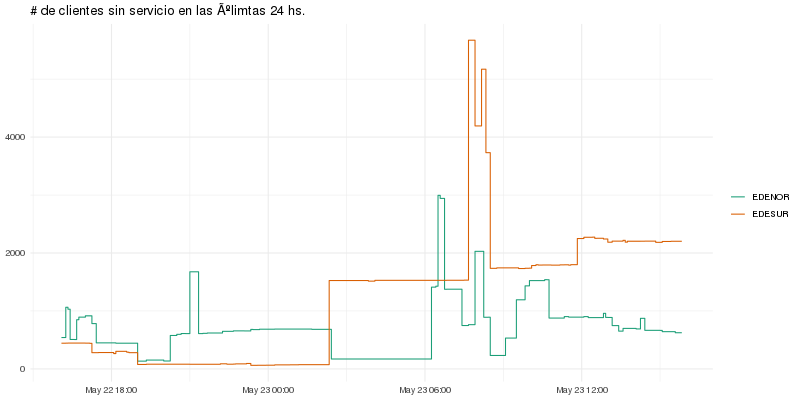 # de clientes sin servicio en las Ãºlimtas 24 hs.
4000
2000
0
May 22 18:00
May 23 00:00
May 23 06:00
May 23 12:00
EDENOR
EDESUR